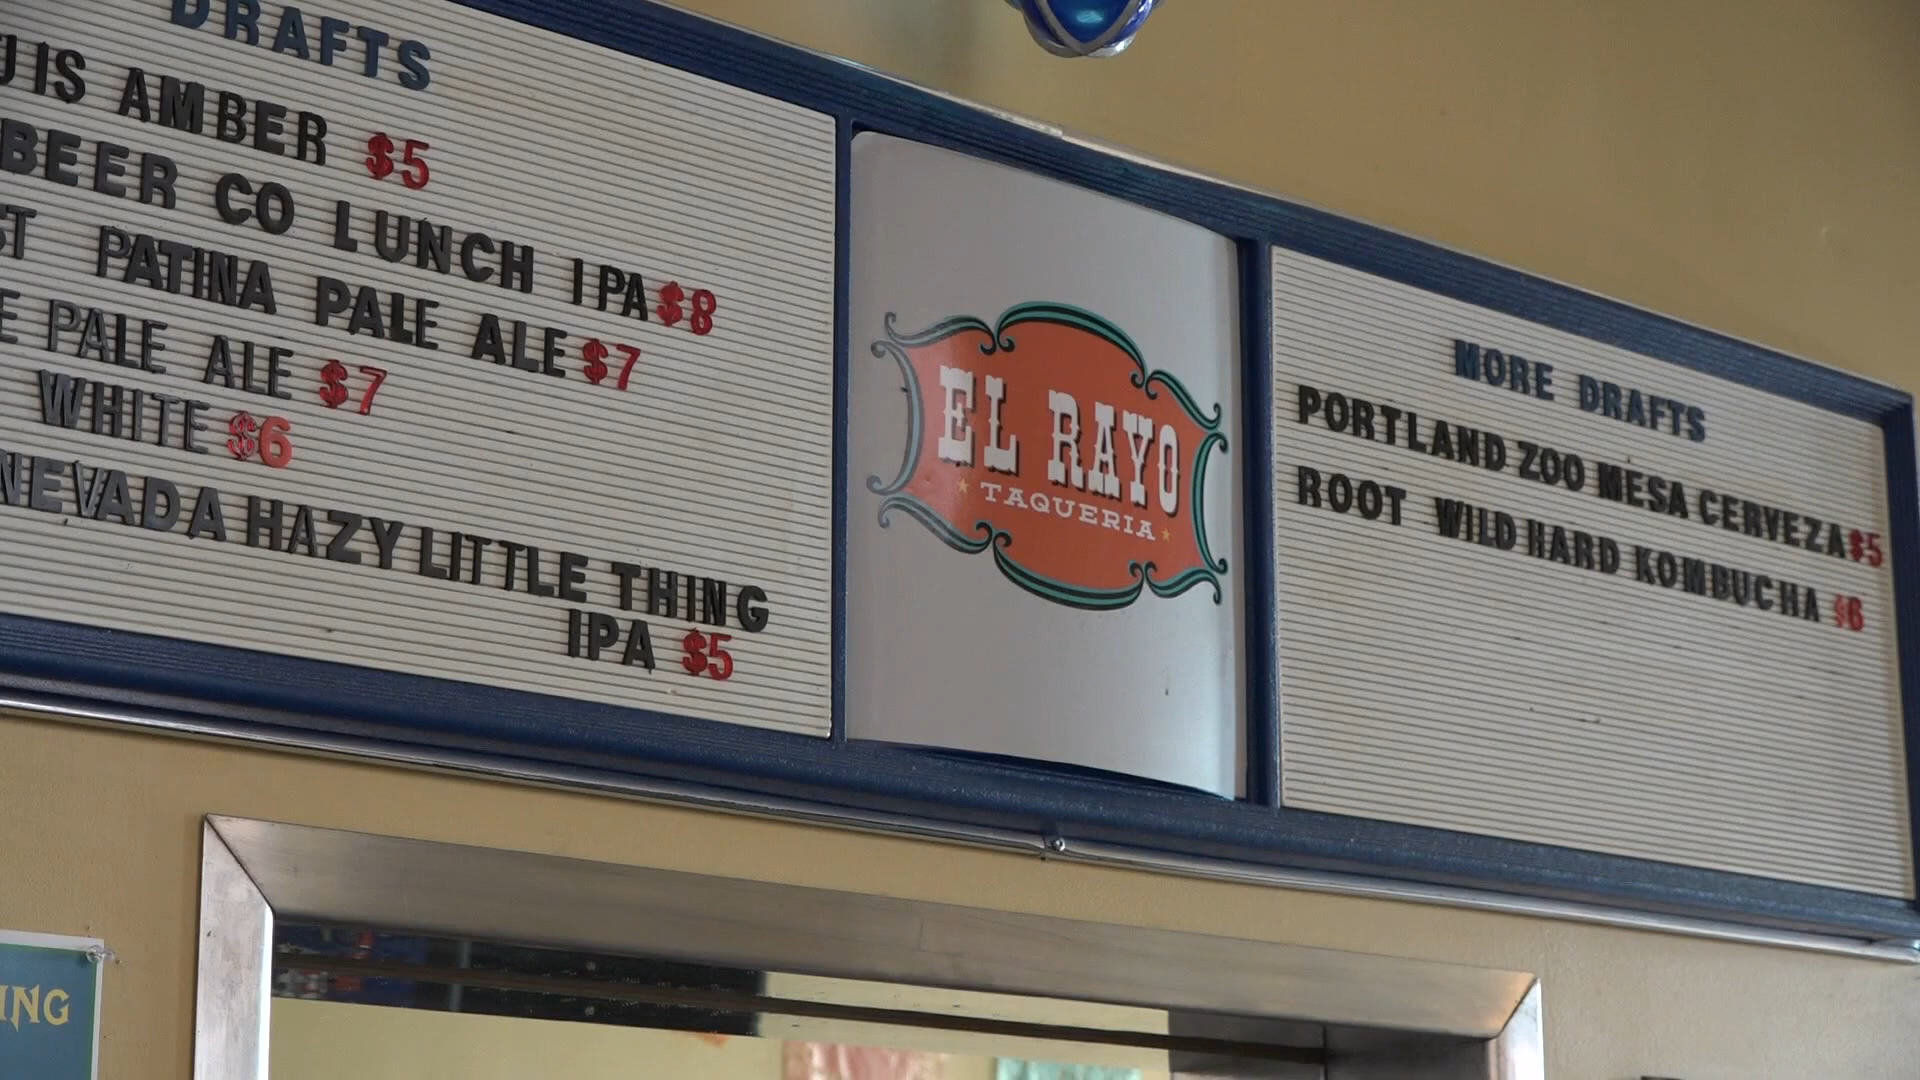 DRAFTS
IS AMBER $5
BEER CO LUNCH IPA $8
PATINA PALE ALE $7
PALE ALE $7
WHITE $6
NEVADA HAZY LITTLE THING
IPA $5
EL RAYO
TAQUERIA
MORE DRAFTS
PORTLAND ZOO MESA CERVEZA $5
ROOT WILD HARD KOMBUCHA $6
ING